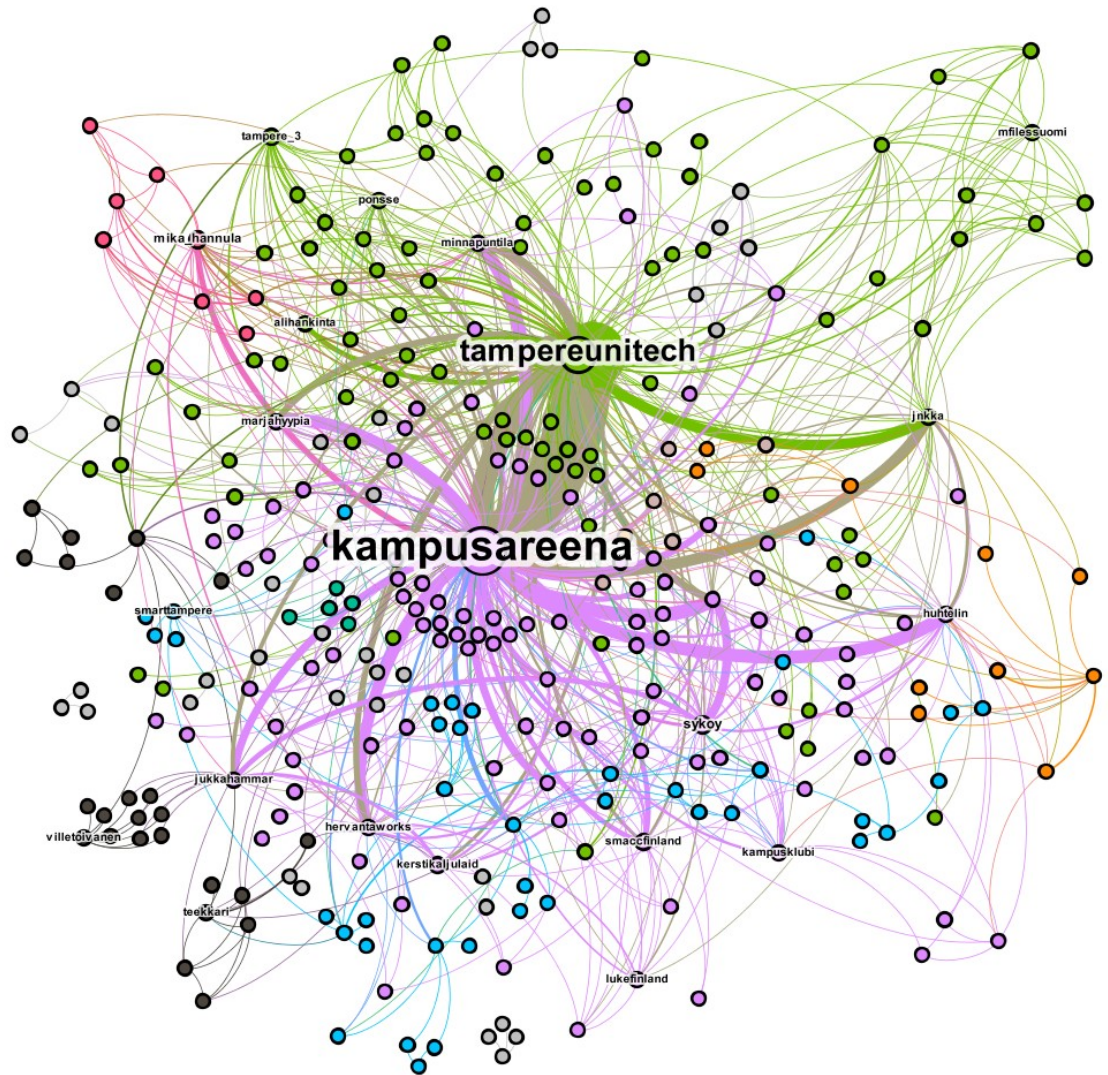 tampere_3
mfilessuomi
ponsse
mika_ihannula
minnapuntila
alihankinta
tampereunitech
marjahyypia
jnkka
kampusareena
smarttampere
huhtelin
sykoy
jukkahammar
villetoivanen
hervantaworks
smaccfinland
kampusklubi
kerstikaljulaid
teekkari
lukefinland